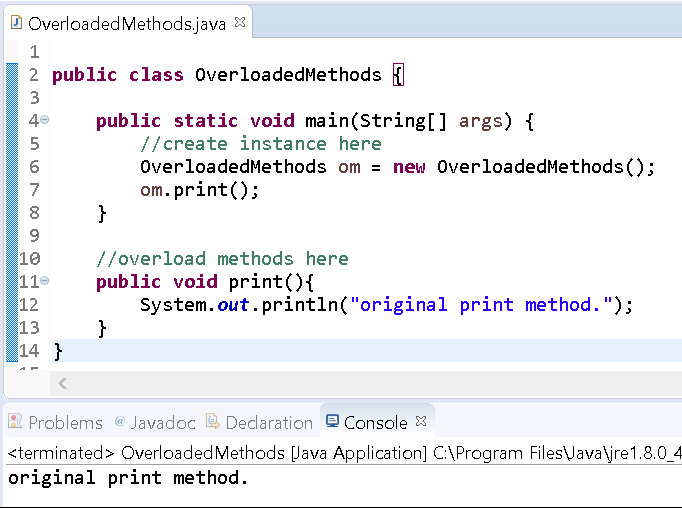 OverloadedMethods.java
1
2 public class OverloadedMethods {
3
4 public static void main(String[] args) {
5 //create instance here
6 OverloadedMethods om = new OverloadedMethods();
7 om.print();
8 }
9
10 //overload methods here
11 public void print(){
12 System.out.println("original print method.");
13 }
14 }
Problems @ Javadoc Declaration Console
<terminated> OverloadedMethods [Java Application] C:\Program Files\Java\jre1.8.0_4
original print method.